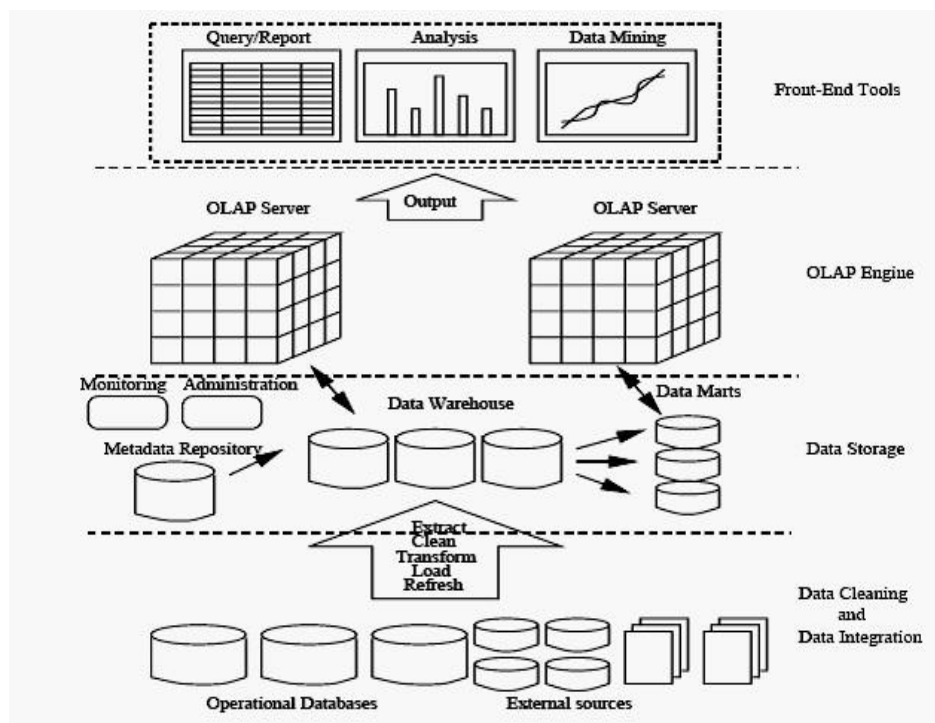 Query/Report
Analysis
Data Mining
Front-End Tools
Output
OLAP Server
OLAP Server
OLAP Engine
Monitoring
Administration
Data Warehouse
Data Marts
Metadata Repository
Data Storage
Extract
Clean
Transform
Load
Refresh
Data Cleaning
and
Data Integration
Operational Databases
External sources